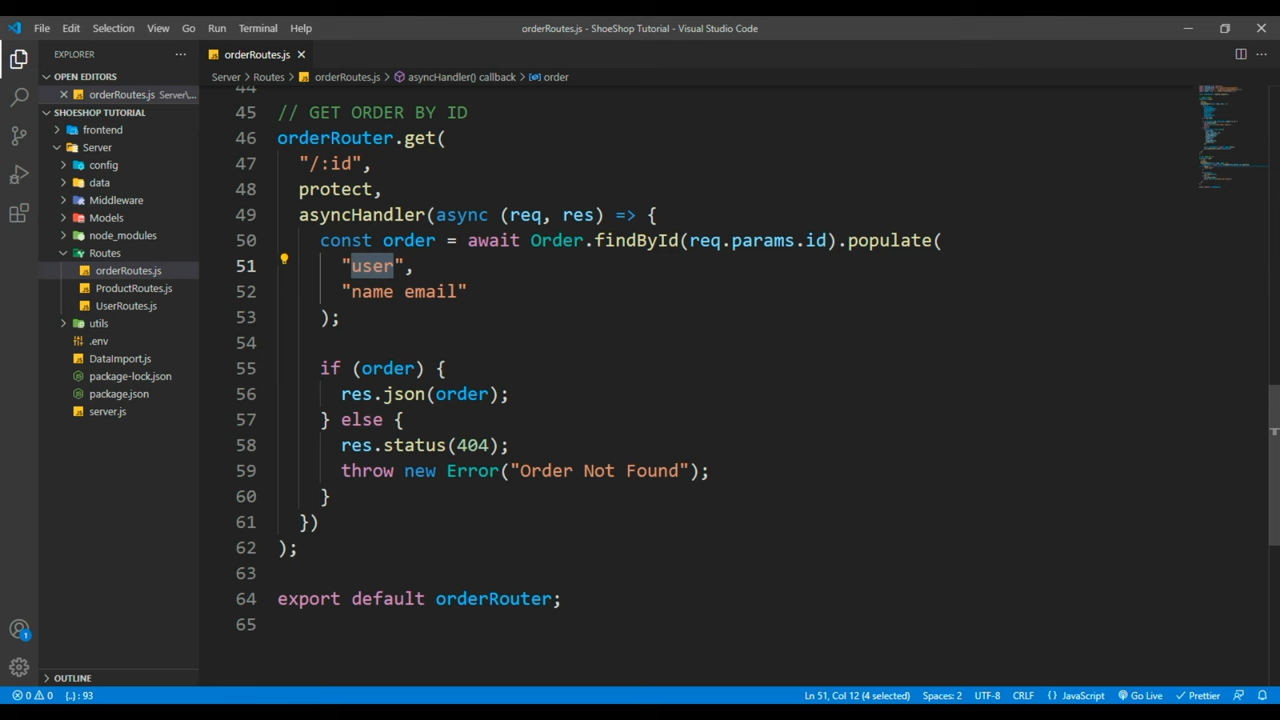 File Edit Selection View Go Run Terminal Help
orderRoutes.js - ShoeShop Tutorial - Visual Studio Code
EXPLORER
OPEN EDITORS
orderRoutes.js Server\...
SHOESHOP TUTORIAL
frontend
Server
config
data
Middleware
Models
node_modules
Routes
orderRoutes.js
ProductRoutes.js
UserRoutes.js
utils
.env
DataImport.js
package-lock.json
package.json
server.js
OUTLINE
orderRoutes.js
Server > Routes > orderRoutes.js > asyncHandler() callback > order
44
45 // GET ORDER BY ID
46 orderRouter.get(
47 "/:id",
48 protect,
49 asyncHandler(async (req, res) => {
50 const order = await Order.findById(req.params.id).populate(
51 "user",
52 "name email"
53 );
54
55 if (order) {
56 res.json(order);
57 } else {
58 res.status(404);
59 throw new Error("Order Not Found");
60 }
61 })
62 );
63
64 export default orderRouter;
65
1
0 0 {..} : 93
Ln 51, Col 12 (4 selected) Spaces: 2 UTF-8 CRLF {} JavaScript Go Live Prettier